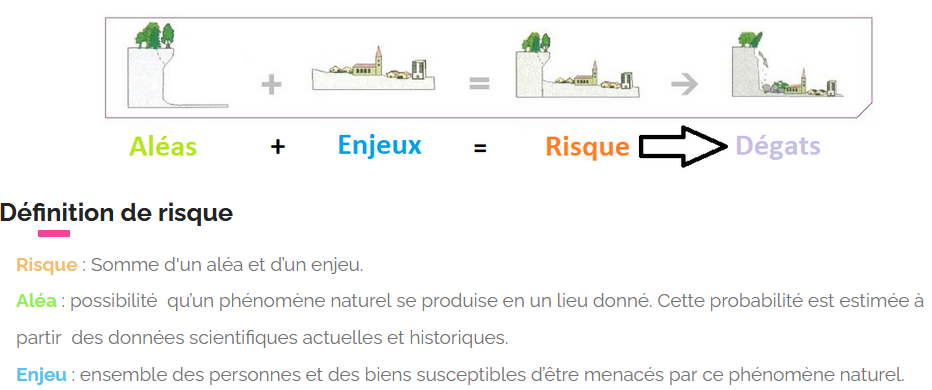 + = →
Aléas + Enjeux = Risque Dégats
Définition de risque
Risque : Somme d'un aléa et d’un enjeu.
Aléa : possibilité qu’un phénomène naturel se produise en un lieu donné. Cette probabilité est estimée à
partir des données scientifiques actuelles et historiques.
Enjeu : ensemble des personnes et des biens susceptibles d’être menacés par ce phénomène naturel.